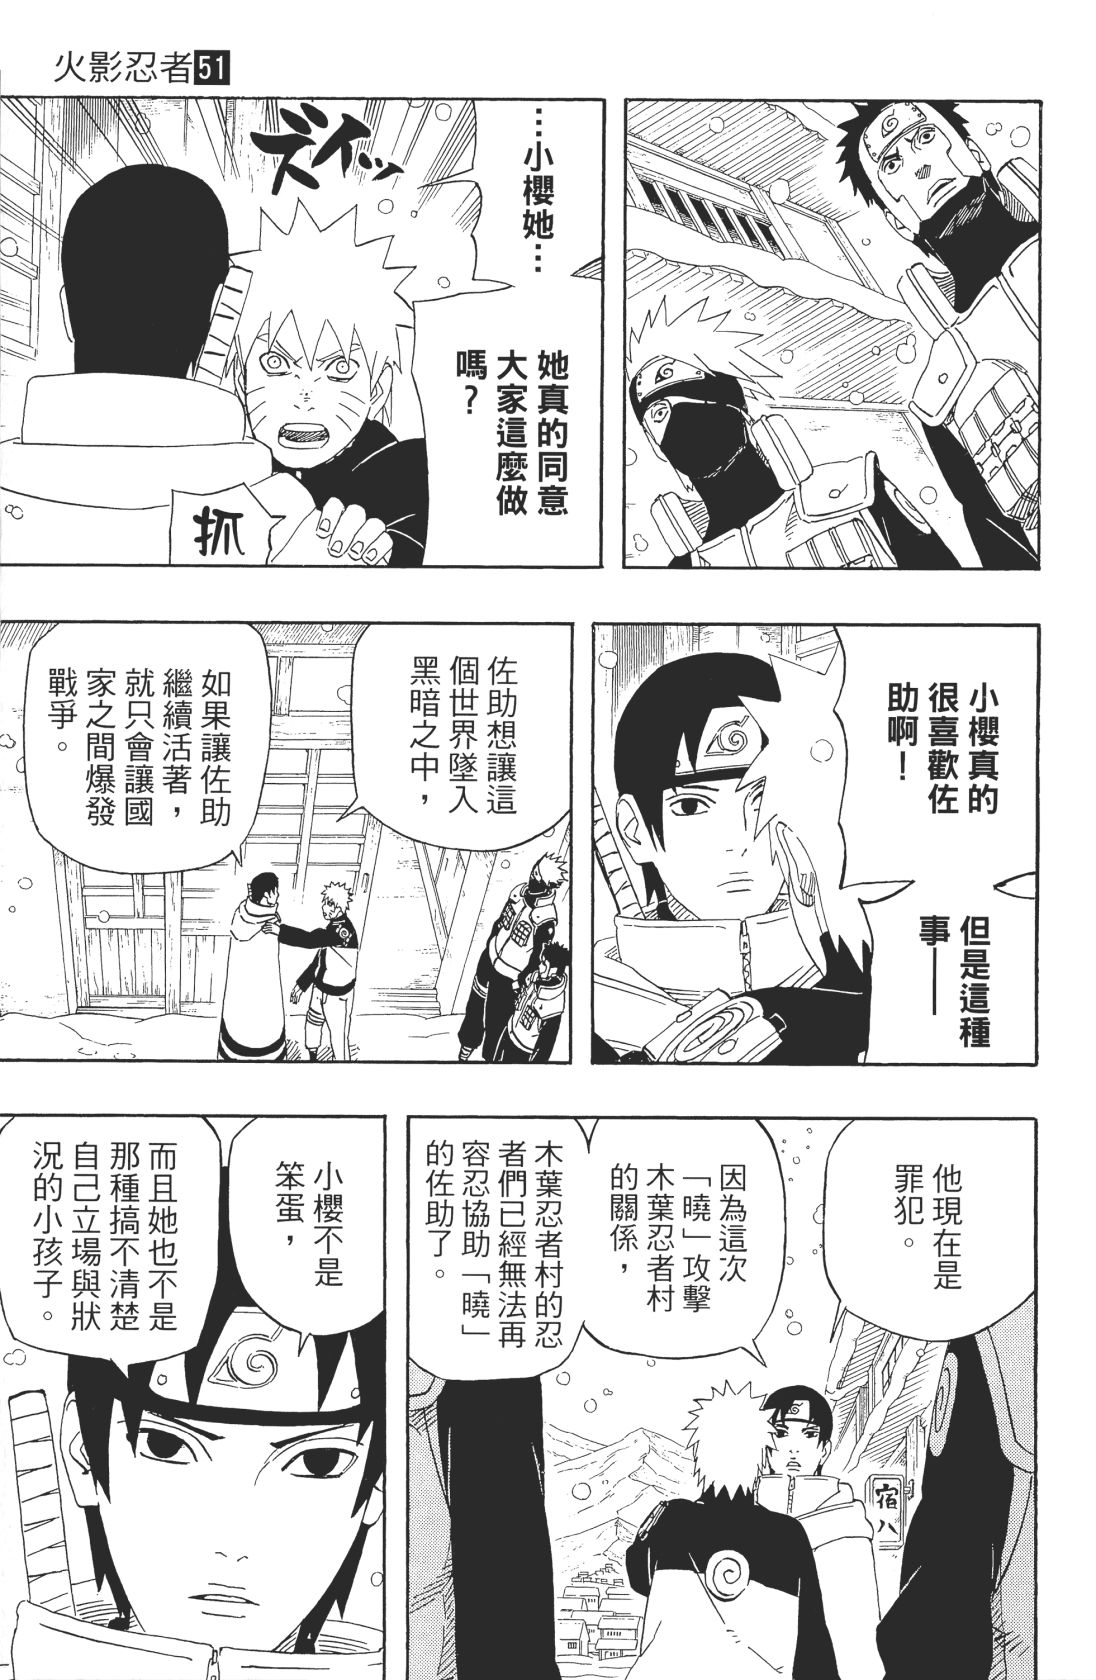 火影忍者51
…小櫻她…
她真的同意
大家這麼做
嗎？
ズイッ
抓
小櫻真的
很喜歡佐
助啊！
但是這種
事——
佐助想讓這
個世界墜入
黑暗之中，
如果讓佐助
繼續活著，
就只會讓國
家之間爆發
戰爭。
他現在是
罪犯。
因為這次
「曉」攻擊
木葉忍者村
的關係，
木葉忍者村的忍
者們已經無法再
容忍協助「曉」
的佐助了。
宿
八
小櫻不是
笨蛋，
而且她也不是
那種搞不清楚
自己立場與狀
況的小孩子。